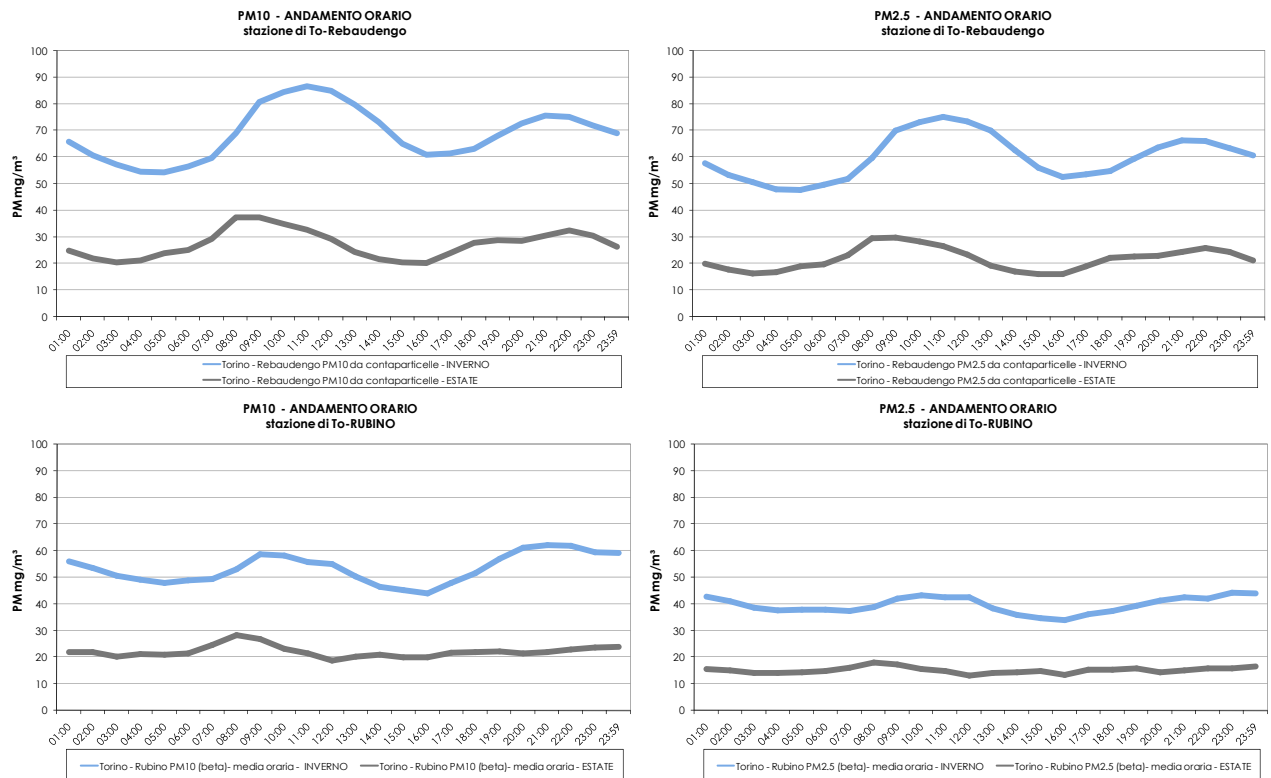 PM10 - ANDAMENTO ORARIO
stazione di To-Rebaudengo
PM mg/m³
100
90
80
70
60
50
40
30
20
10
0
01:00 02:00 03:00 04:00 05:00 06:00 07:00 08:00 09:00 10:00 11:00 12:00 13:00 14:00 15:00 16:00 17:00 18:00 19:00 20:00 21:00 22:00 23:00 23:59
Torino - Rebaudengo PM10 da contaparticelle - INVERNO
Torino - Rebaudengo PM10 da contaparticelle - ESTATE
PM2.5 - ANDAMENTO ORARIO
stazione di To-Rebaudengo
PM mg/m³
100
90
80
70
60
50
40
30
20
10
0
01:00 02:00 03:00 04:00 05:00 06:00 07:00 08:00 09:00 10:00 11:00 12:00 13:00 14:00 15:00 16:00 17:00 18:00 19:00 20:00 21:00 22:00 23:00 23:59
Torino - Rebaudengo PM2.5 da contaparticelle - INVERNO
Torino - Rebaudengo PM2.5 da contaparticelle - ESTATE
PM10 - ANDAMENTO ORARIO
stazione di To-RUBINO
PM mg/m³
100
90
80
70
60
50
40
30
20
10
0
01:00 02:00 03:00 04:00 05:00 06:00 07:00 08:00 09:00 10:00 11:00 12:00 13:00 14:00 15:00 16:00 17:00 18:00 19:00 20:00 21:00 22:00 23:00 23:59
Torino - Rubino PM10 (beta)- media oraria - INVERNO Torino - Rubino PM10 (beta)- media oraria - ESTATE
PM2.5 - ANDAMENTO ORARIO
stazione di To-RUBINO
PM mg/m³
100
90
80
70
60
50
40
30
20
10
0
01:00 02:00 03:00 04:00 05:00 06:00 07:00 08:00 09:00 10:00 11:00 12:00 13:00 14:00 15:00 16:00 17:00 18:00 19:00 20:00 21:00 22:00 23:00 23:59
Torino - Rubino PM2.5 (beta)- media oraria - INVERNO Torino - Rubino PM2.5 (beta)- media oraria - ESTATE